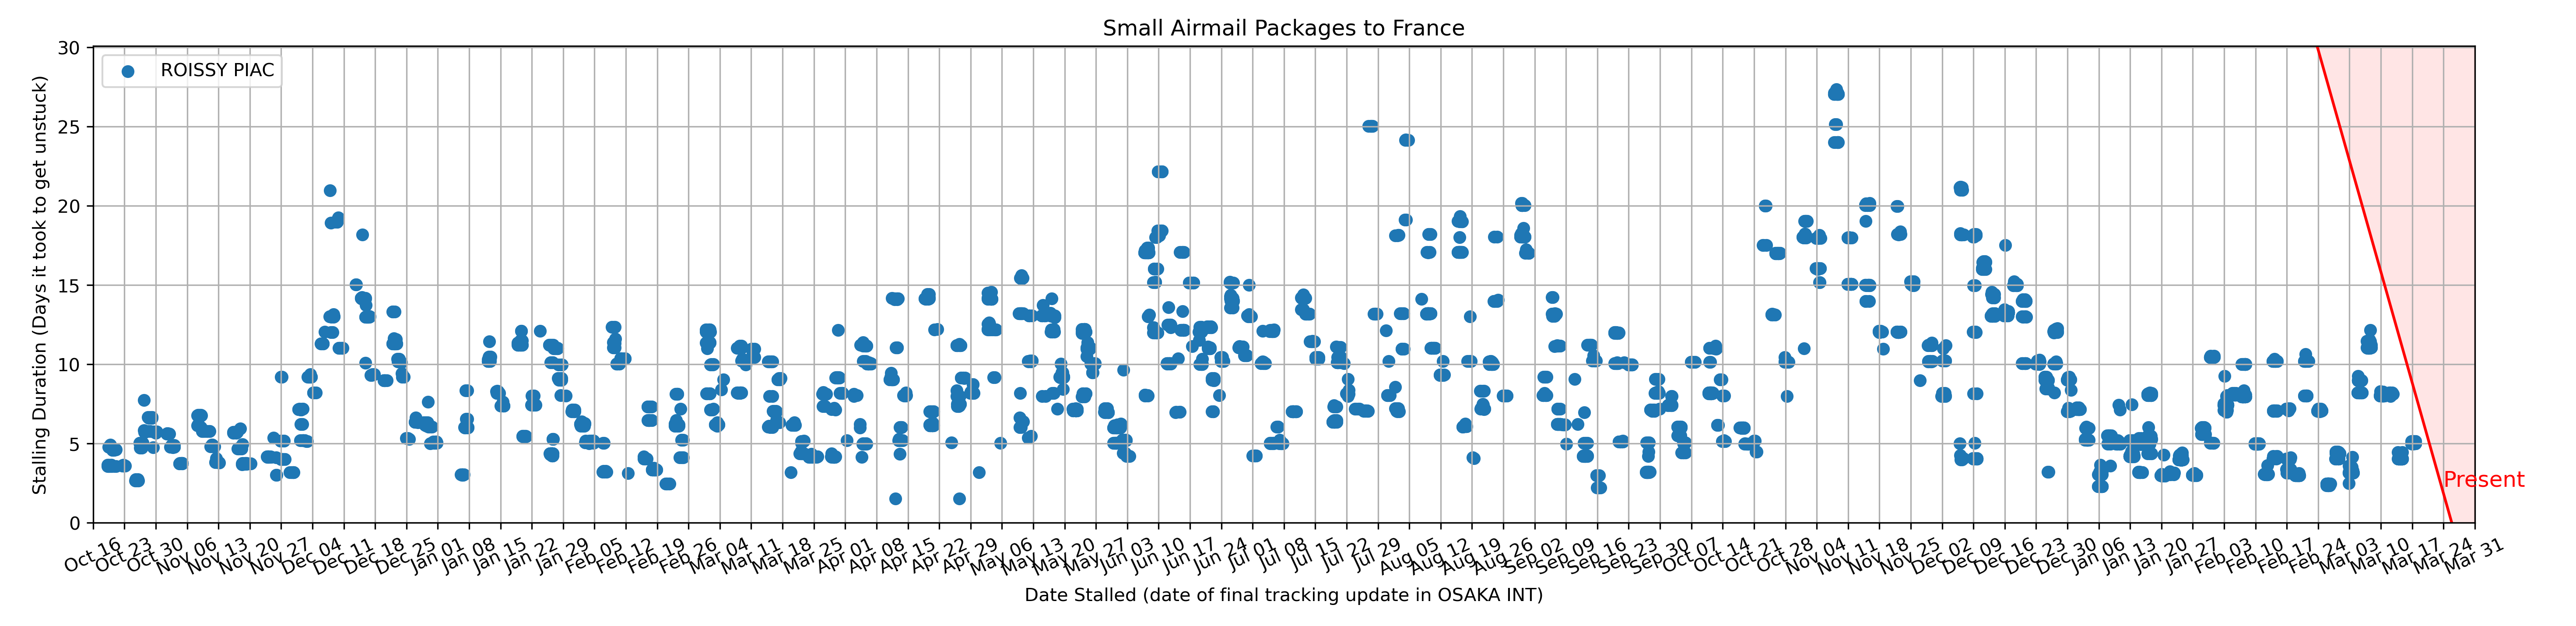 Small Airmail Packages to France
30
ROISSY PIAC
25
20
15
10
5
0
Stalling Duration (Days it took to get unstuck)
Present
Oct 16 Oct 23 Oct 30 Nov 06 Nov 13 Nov 20 Nov 27 Dec 04 Dec 11 Dec 18 Dec 25 Jan 01 Jan 08 Jan 15 Jan 22 Jan 29 Feb 05 Feb 12 Feb 19 Feb 26 Mar 04 Mar 11 Mar 18 Mar 25 Apr 01 Apr 08 Apr 15 Apr 22 Apr 29 May 06 May 13 May 20 May 27 Jun 03 Jun 10 Jun 17 Jun 24 Jul 01 Jul 08 Jul 15 Jul 22 Jul 29 Aug 05 Aug 12 Aug 19 Aug 26 Sep 02 Sep 09 Sep 16 Sep 23 Sep 30 Oct 07 Oct 14 Oct 21 Oct 28 Nov 04 Nov 11 Nov 18 Nov 25 Dec 02 Dec 09 Dec 16 Dec 23 Dec 30 Jan 06 Jan 13 Jan 20 Jan 27 Feb 03 Feb 10 Feb 17 Feb 24 Mar 03 Mar 10 Mar 17 Mar 24 Mar 31
Date Stalled (date of final tracking update in OSAKA INT)